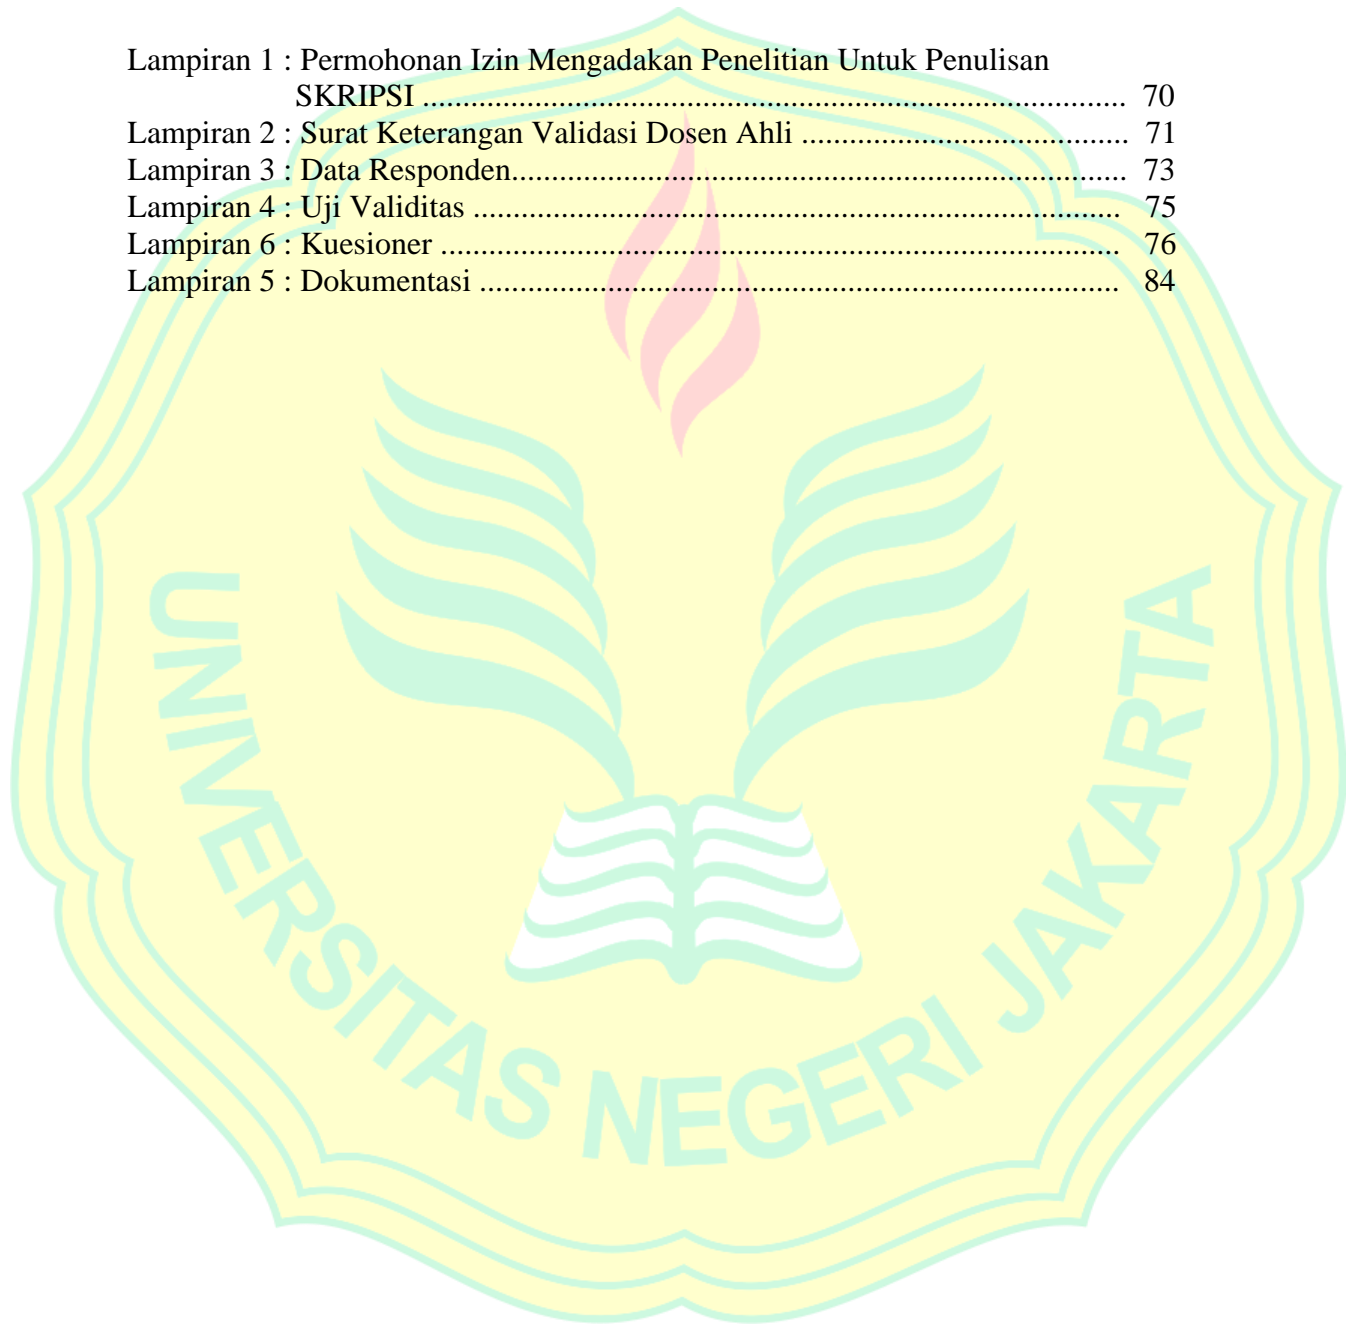 Lampiran 1 : Permohonan Izin Mengadakan Penelitian Untuk Penulisan
SKRIPSI ........................................................................................ 70
Lampiran 2 : Surat Keterangan Validasi Dosen Ahli ......................................... 71
Lampiran 3 : Data Responden............................................................................. 73
Lampiran 4 : Uji Validitas ................................................................................. 75
Lampiran 6 : Kuesioner ..................................................................................... 76
Lampiran 5 : Dokumentasi ................................................................................ 84
UNIVERSITAS NEGERI JAKARTA